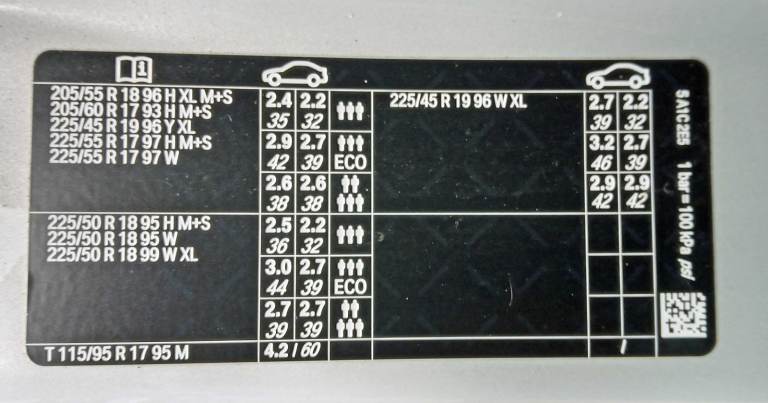 205/55 R 18 96 H XL M+S
205/60 R 17 93 H M+S
225/45 R 19 96 Y XL
225/55 R 17 97 H M+S
225/55 R 17 97 W
2.4 2.2
35 32
2.9 2.7
42 39 ECO
2.6 2.6
38 38
225/45 R 19 96 W XL
2.7 2.2
39 32
3.2 2.7
46 39
2.9 2.9
42 42
225/50 R 18 95 H M+S
225/50 R 18 95 W
225/50 R 18 99 W XL
2.5 2.2
36 32
3.0 2.7
44 39 ECO
2.7 2.7
39 39
T 115/95 R 17 95 M
4.2 / 60
/
5A1C2E5 1 bar = 100 kPa psi